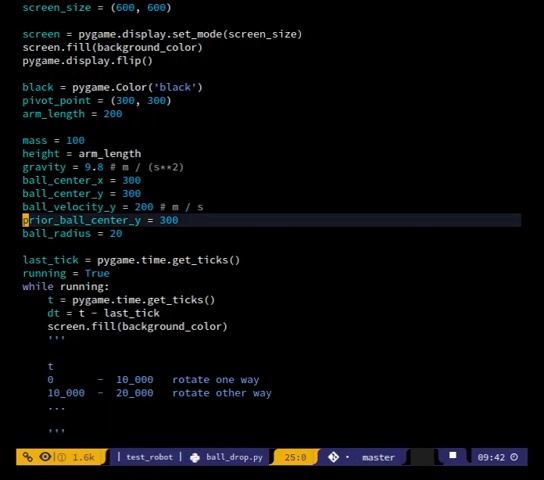 screen_size = (600, 600)
screen = pygame.display.set_mode(screen_size)
screen.fill(background_color)
pygame.display.flip()
black = pygame.Color('black')
pivot_point = (300, 300)
arm_length = 200
mass = 100
height = arm_length
gravity = 9.8 # m / (s**2)
ball_center_x = 300
ball_center_y = 300
ball_velocity_y = 200 # m / s
prior_ball_center_y = 300
ball_radius = 20
last_tick = pygame.time.get_ticks()
running = True
while running:
    t = pygame.time.get_ticks()
    dt = t - last_tick
    screen.fill(background_color)
    '''
    t
    0       -  10_000   rotate one way
    10_000  -  20_000   rotate other way
    ...
    '''
1.6k | test_robot | ball_drop.py 25:0 master 09:42